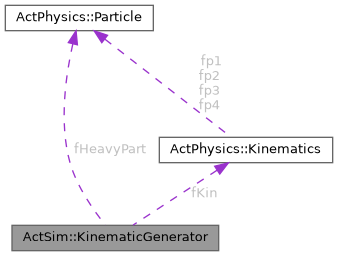 ActPhysics::Particle
fp1
fp2
fp3
fp4
fHeavyPart
ActPhysics::Kinematics
fKin
ActSim::KinematicGenerator